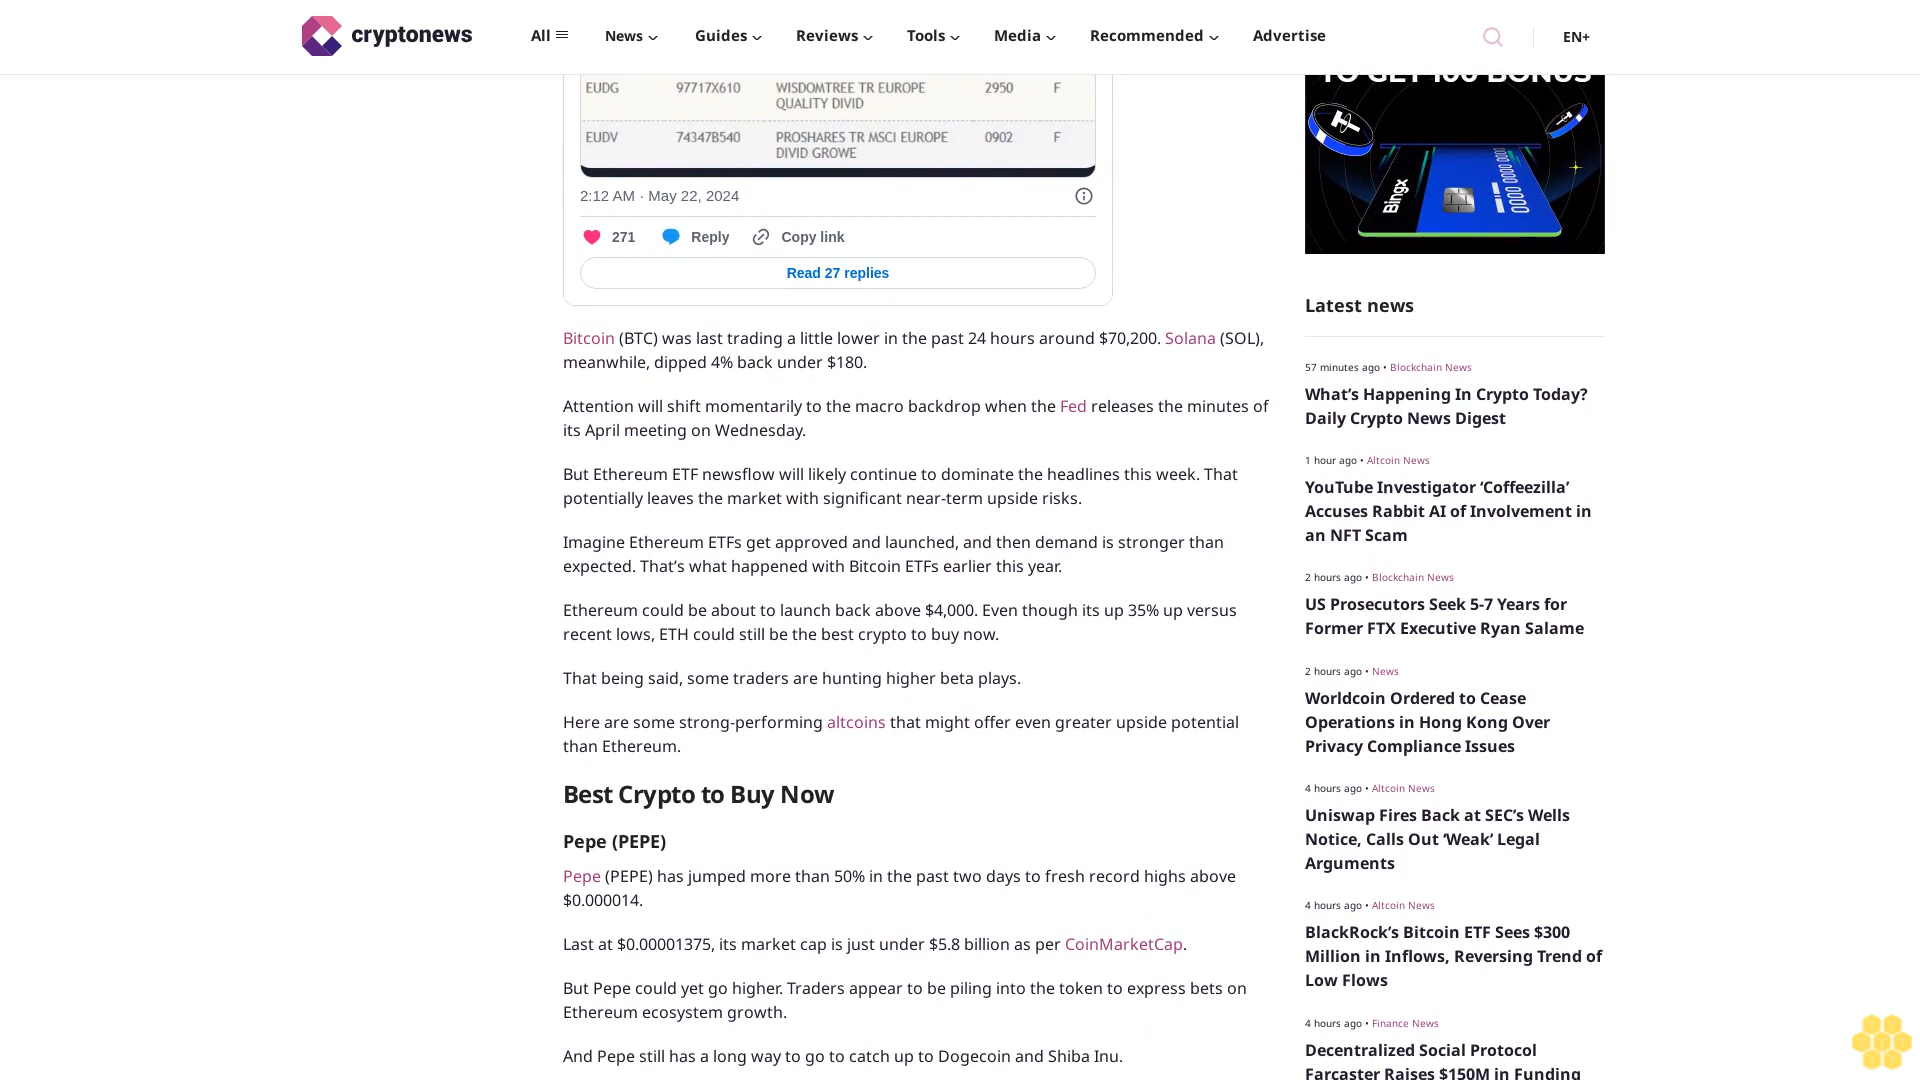 cryptonews
All
News
Guides
Reviews
Tools
Media
Recommended
Advertise
EN+
EUDG 97717X610 WISDOMTREE TR EUROPE QUALITY DIVID 2950 F
EUDV 74347B540 PROSHARES TR MSCI EUROPE DIVID GROWE 0902 F
2:12 AM · May 22, 2024
271 Reply Copy link
Read 27 replies
Bitcoin (BTC) was last trading a little lower in the past 24 hours around $70,200. Solana (SOL),
meanwhile, dipped 4% back under $180.
Attention will shift momentarily to the macro backdrop when the Fed releases the minutes of
its April meeting on Wednesday.
But Ethereum ETF newsflow will likely continue to dominate the headlines this week. That
potentially leaves the market with significant near-term upside risks.
Imagine Ethereum ETFs get approved and launched, and then demand is stronger than
expected. That’s what happened with Bitcoin ETFs earlier this year.
Ethereum could be about to launch back above $4,000. Even though its up 35% up versus
recent lows, ETH could still be the best crypto to buy now.
That being said, some traders are hunting higher beta plays.
Here are some strong-performing altcoins that might offer even greater upside potential
than Ethereum.
Best Crypto to Buy Now
Pepe (PEPE)
Pepe (PEPE) has jumped more than 50% in the past two days to fresh record highs above
$0.000014.
Last at $0.00001375, its market cap is just under $5.8 billion as per CoinMarketCap.
But Pepe could yet go higher. Traders appear to be piling into the token to express bets on
Ethereum ecosystem growth.
And Pepe still has a long way to go to catch up to Dogecoin and Shiba Inu.
TO GET 100 BONUS
Bingx
0000 0000 0000
Latest news
57 minutes ago • Blockchain News
What’s Happening In Crypto Today?
Daily Crypto News Digest
1 hour ago • Altcoin News
YouTube Investigator ‘Coffeezilla’
Accuses Rabbit AI of Involvement in
an NFT Scam
2 hours ago • Blockchain News
US Prosecutors Seek 5-7 Years for
Former FTX Executive Ryan Salame
2 hours ago • News
Worldcoin Ordered to Cease
Operations in Hong Kong Over
Privacy Compliance Issues
4 hours ago • Altcoin News
Uniswap Fires Back at SEC’s Wells
Notice, Calls Out ‘Weak’ Legal
Arguments
4 hours ago • Altcoin News
BlackRock’s Bitcoin ETF Sees $300
Million in Inflows, Reversing Trend of
Low Flows
4 hours ago • Finance News
Decentralized Social Protocol
Farcaster Raises $150M in Funding